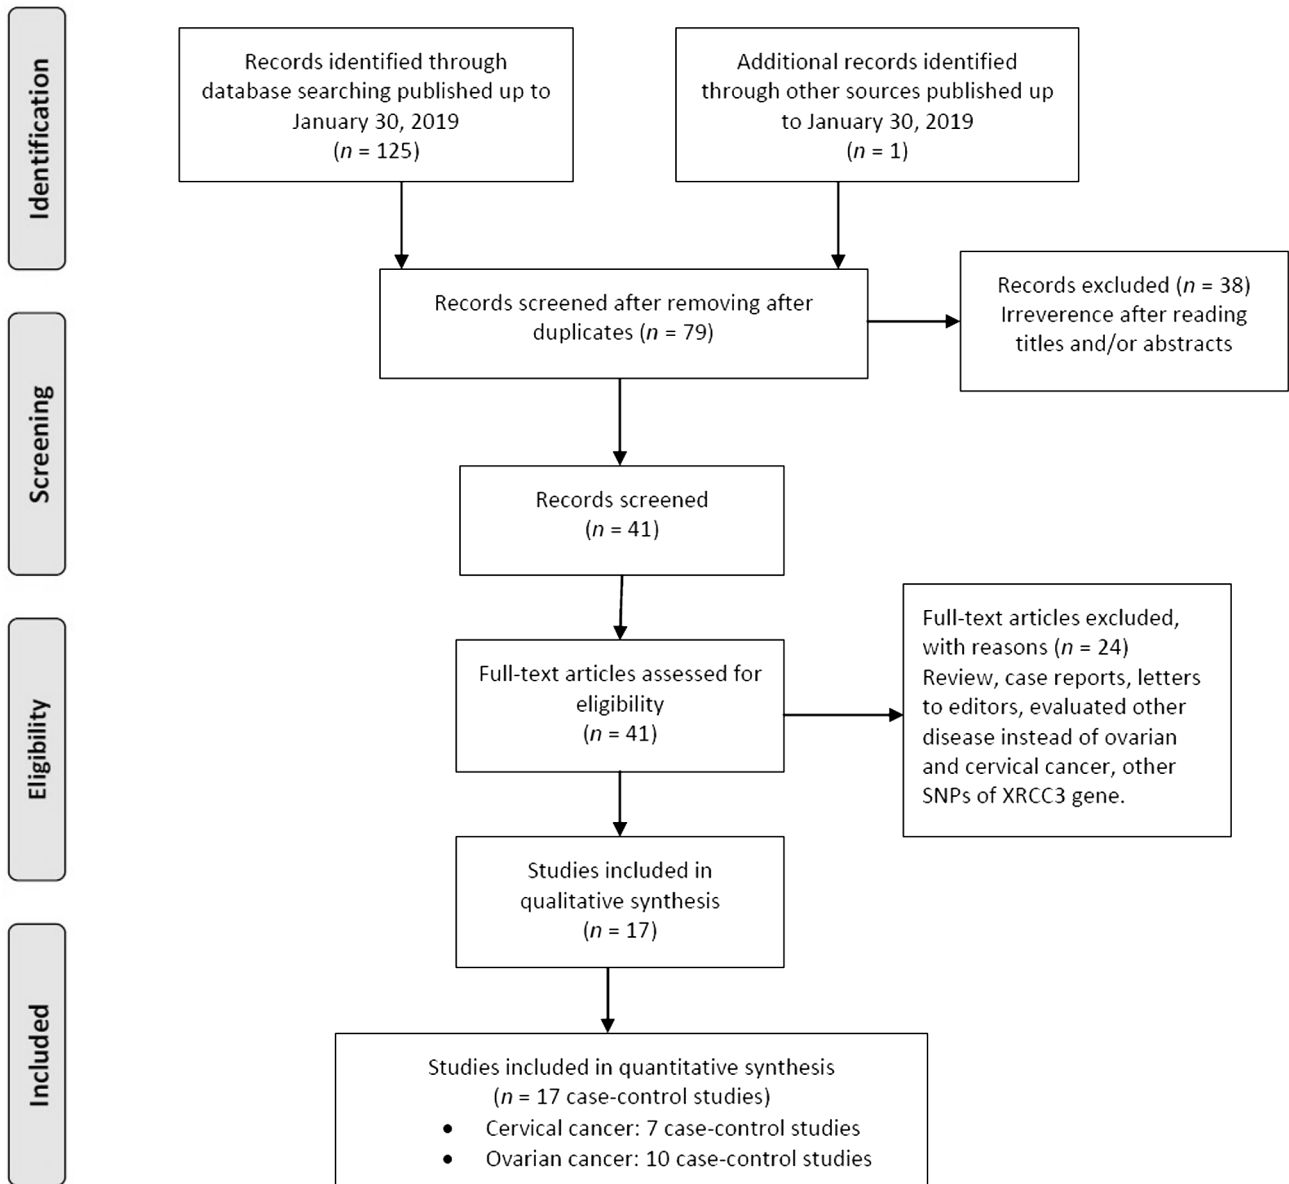 Identification
Records identified through
database searching published up to
January 30, 2019
(n = 125)
Additional records identified
through other sources published up
to January 30, 2019
(n = 1)
Records screened after removing after
duplicates (n = 79)
Records excluded (n = 38)
Irreverence after reading
titles and/or abstracts
Screening
Records screened
(n = 41)
Eligibility
Full-text articles assessed for
eligibility
(n = 41)
Full-text articles excluded,
with reasons (n = 24)
Review, case reports, letters
to editors, evaluated other
disease instead of ovarian
and cervical cancer, other
SNPs of XRCC3 gene.
Studies included in
qualitative synthesis
(n = 17)
Included
Studies included in quantitative synthesis
(n = 17 case-control studies)
• Cervical cancer: 7 case-control studies
• Ovarian cancer: 10 case-control studies